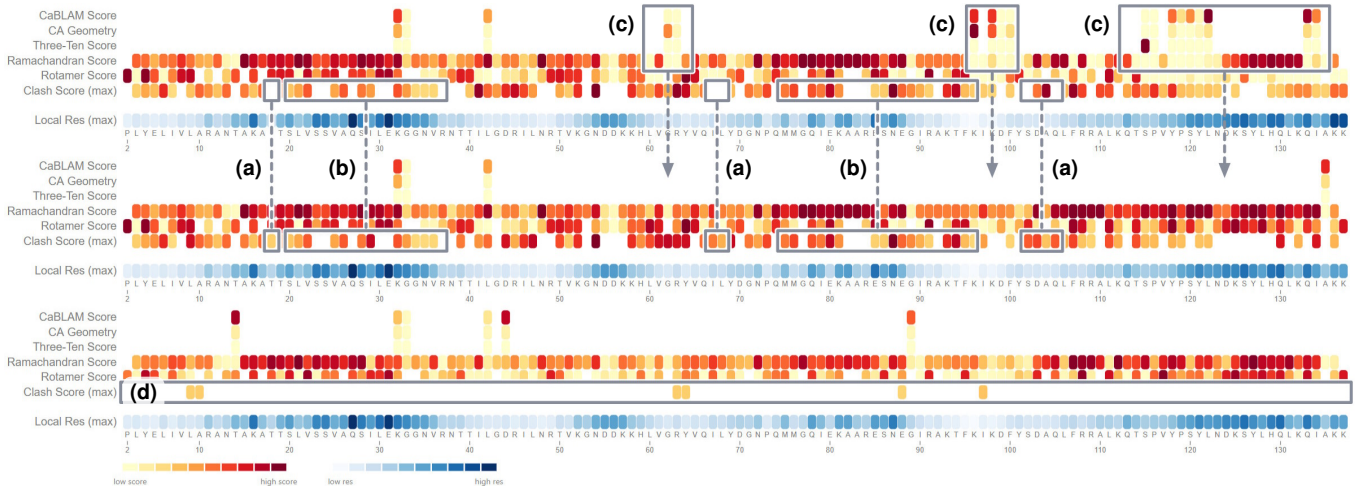 CaBLAM Score
CA Geometry
Three-Ten Score
Ramachandran Score
Rotamer Score
Clash Score (max)
(c)
(c)
(c)
Local Res (max)
P L Y E L I V L A R A N T A K A T T S L V S S V A Q S I L E K G G N V R N T T I L G D R I L N R T V K G N D D K K H L V G R Y V Q I L Y D G N P Q M M G Q I E K A A R E S N E G I R A K T F K I K D F Y S D A Q L F R R A L K Q T S P V Y P S Y L N D K S Y L H Q L K Q I A K K
2 10 20 30 40 50 60 70 80 90 100 110 120 130
(a) (b) (a) (b) (a)
CaBLAM Score
CA Geometry
Three-Ten Score
Ramachandran Score
Rotamer Score
Clash Score (max)
Local Res (max)
P L Y E L I V L A R A N T A K A T T S L V S S V A Q S I L E K G G N V R N T T I L G D R I L N R T V K G N D D K K H L V G R Y V Q I L Y D G N P Q M M G Q I E K A A R E S N E G I R A K T F K I K D F Y S D A Q L F R R A L K Q T S P V Y P S Y L N D K S Y L H Q L K Q I A K K
2 10 20 30 40 50 60 70 80 90 100 110 120 130
CaBLAM Score
CA Geometry
Three-Ten Score
Ramachandran Score
Rotamer Score
Clash Score (max)
(d)
Local Res (max)
P L Y E L I V L A R A N T A K A T T S L V S S V A Q S I L E K G G N V R N T T I L G D R I L N R T V K G N D D K K H L V G R Y V Q I L Y D G N P Q M M G Q I E K A A R E S N E G I R A K T F K I K D F Y S D A Q L F R R A L K Q T S P V Y P S Y L N D K S Y L H Q L K Q I A K K
2 10 20 30 40 50 60 70 80 90 100 110 120 130
low score high score low res high res